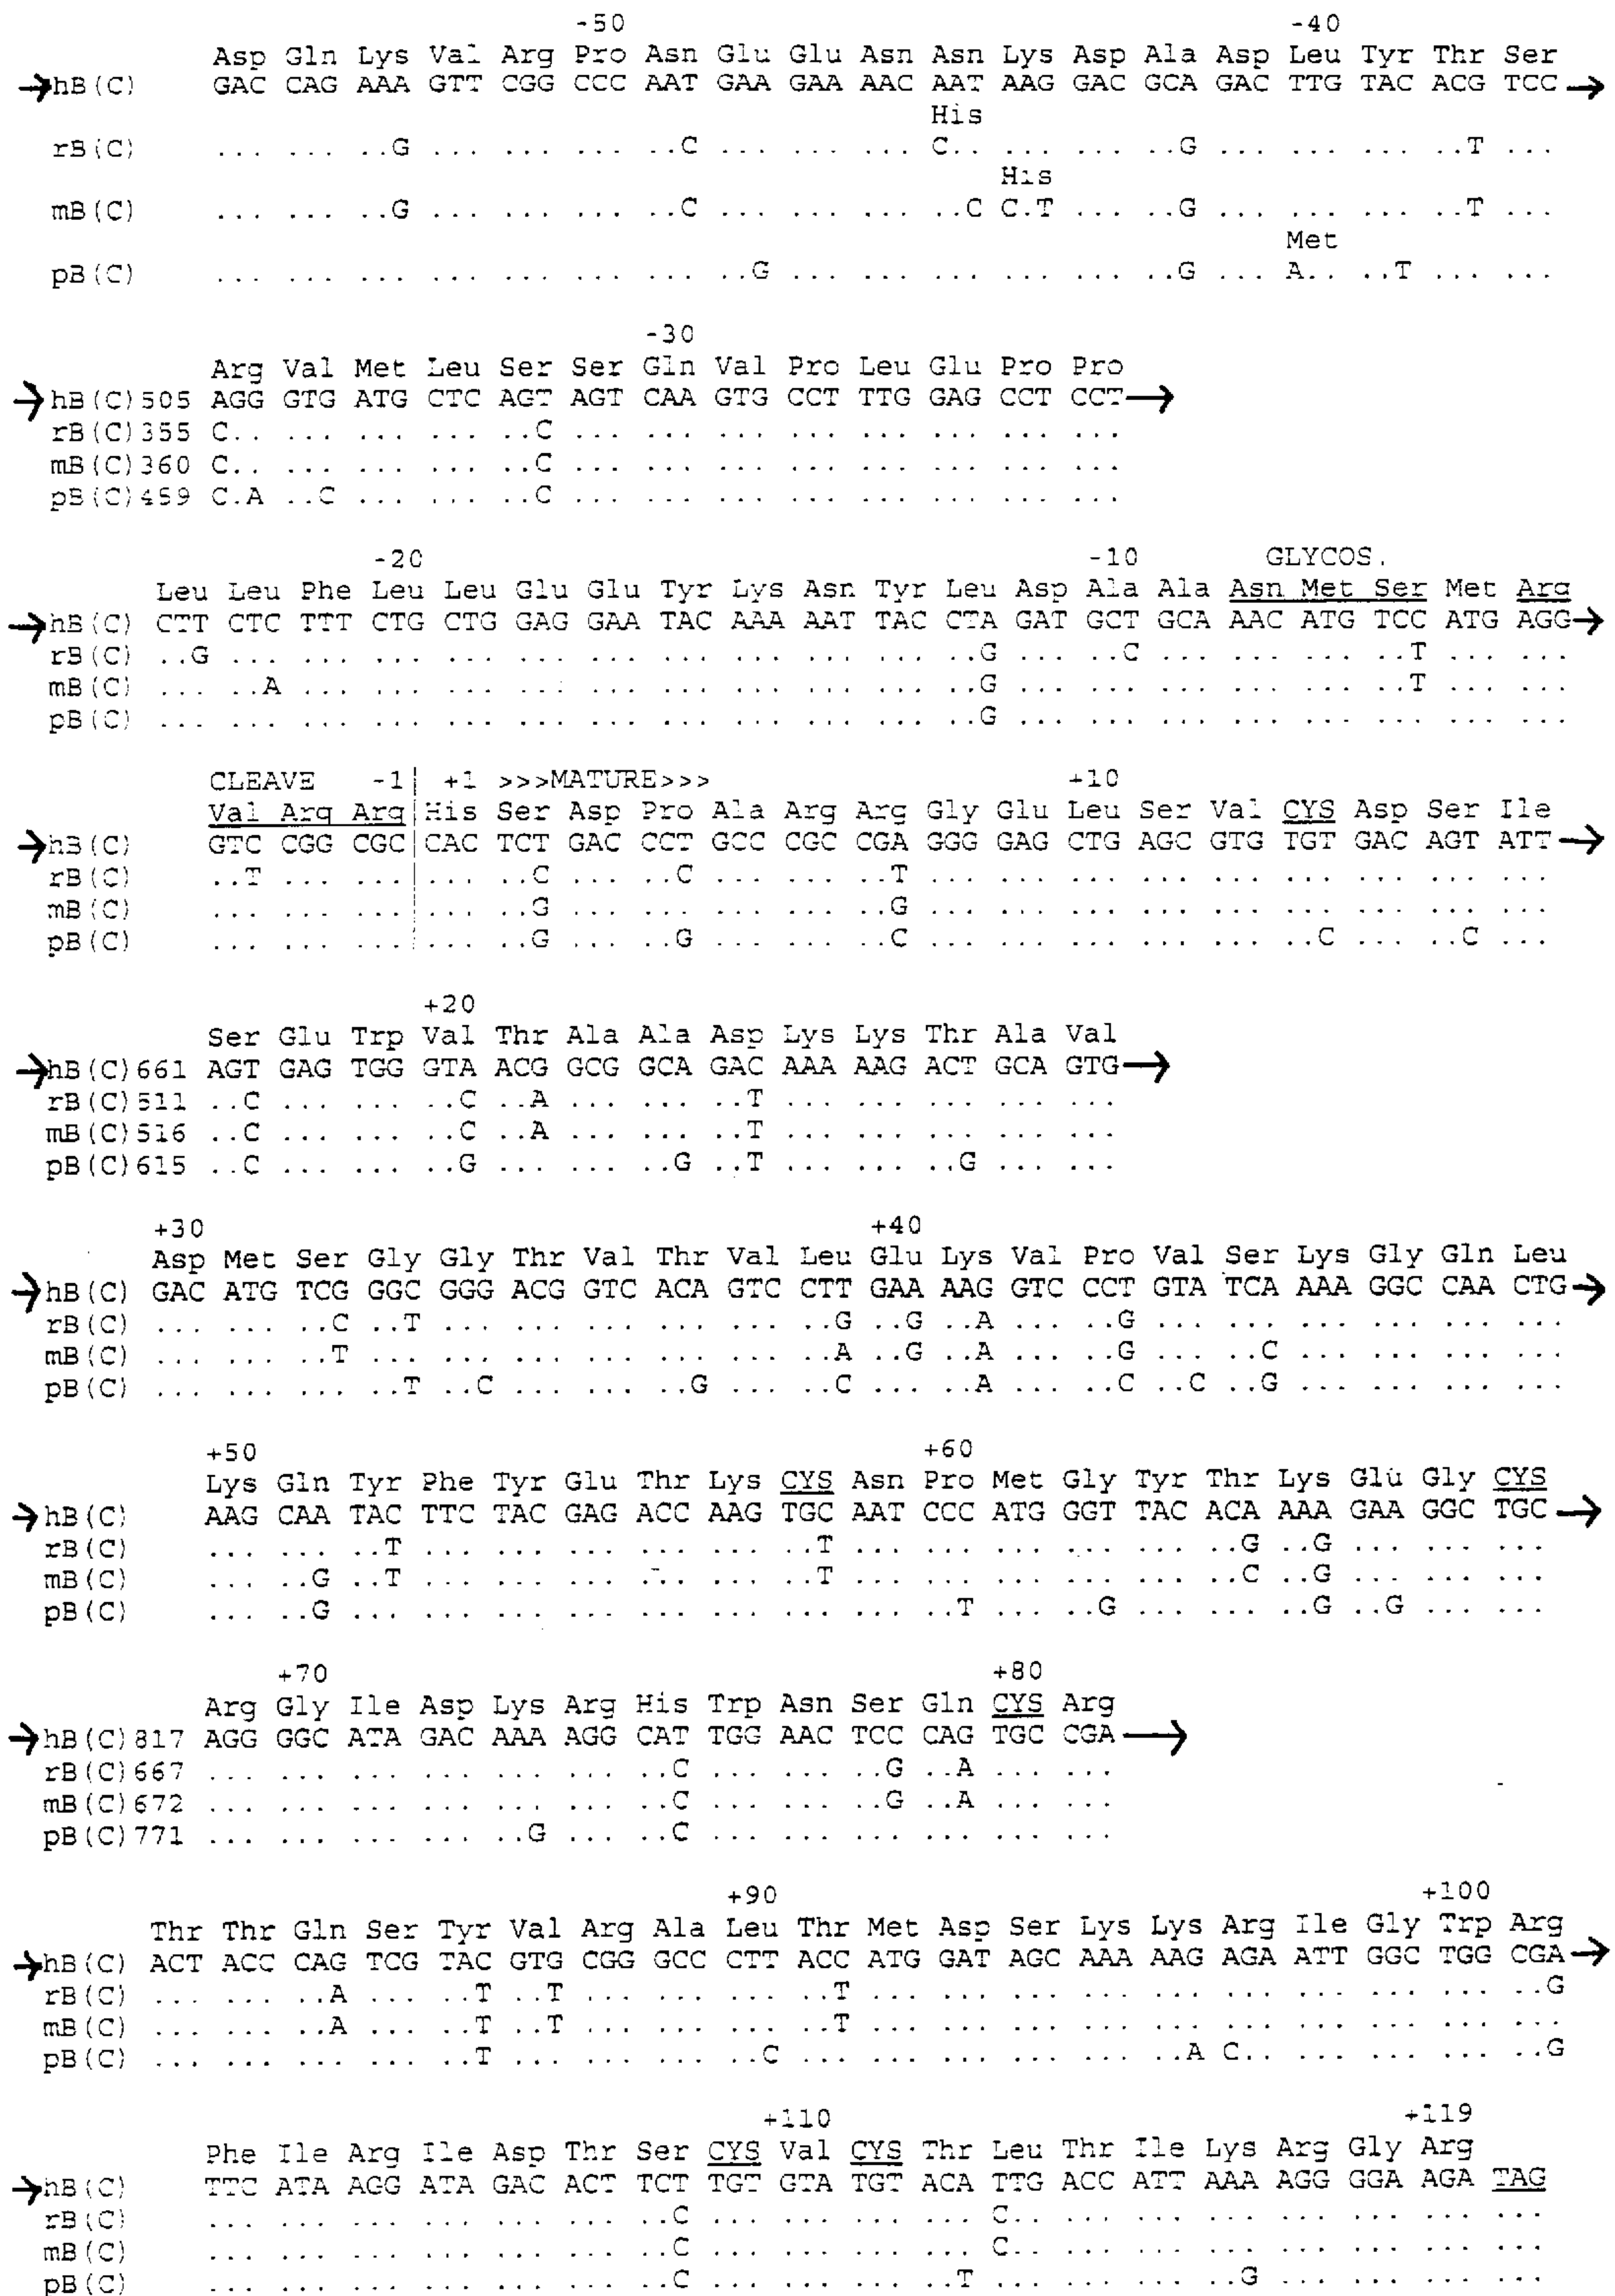 -50 -40
Asp Gln Lys Val Arg Pro Asn Glu Glu Asn Asn Lys Asp Ala Asp Leu Tyr Thr Ser
→hB(C) GAC CAG AAA GTT CGG CCC AAT GAA GAA AAC AAT AAG GAC GCA GAC TTG TAC ACG TCC→
His
rB(C) ... ... ..G ... ... ... ..C ... ... ... C.. ... ... ..G ... ... ... ..T ...
His
mB(C) ... ... ..G ... ... ... ..C ... ... ... ..C C.T ... ..G ... ... ... ..T ...
Met
pB(C) ... ... ... ... ... ... ... ..G ... ... ... ... ... ..G ... A.. ..T ... ...
-30
Arg Val Met Leu Ser Ser Gln Val Pro Leu Glu Pro Pro
→hB(C)505 AGG GTG ATG CTC AGT AGT CAA GTG CCT TTG GAG CCT CCT→
rB(C)355 C.. ... ... ... ..C ... ... ... ... ... ... ... ...
mB(C)360 C.. ... ... ... ..C ... ... ... ... ... ... ... ...
pB(C)459 C.A ..C ... ... ..C ... ... ... ... ... ... ... ...
-20 -10 GLYCOS.
Leu Leu Phe Leu Leu Glu Glu Tyr Lys Asn Tyr Leu Asp Ala Ala Asn Met Ser Met Arg
→hB(C) CTT CTC TTT CTG CTG GAG GAA TAC AAA AAT TAC CTA GAT GCT GCA AAC ATG TCC ATG AGG→
rB(C) ..G ... ... ... ... ... ... ... ... ... ... ..G ... ..C ... ... ... ..T ... ...
mB(C) ... ..A ... ... ... ... ... ... ... ... ... ..G ... ... ... ... ... ..T ... ...
pB(C) ... ... ... ... ... ... ... ... ... ... ... ..G ... ... ... ... ... ... ... ...
CLEAVE -1| +1 >>>MATURE>>> +10
Val Arg Arg|His Ser Asp Pro Ala Arg Arg Gly Glu Leu Ser Val CYS Asp Ser Ile
→hB(C) GTC CGG CGC|CAC TCT GAC CCT GCC CGC CGA GGG GAG CTG AGC GTG TGT GAC AGT ATT→
rB(C) ..T ... ...|... ..C ... ..C ... ... ..T ... ... ... ... ... ... ... ... ...
mB(C) ... ... ...|... ..G ... ... ... ... ..G ... ... ... ... ... ... ... ... ...
pB(C) ... ... ...|... ..G ... ..G ... ... ..C ... ... ... ... ... ..C ... ..C ...
+20
Ser Glu Trp Val Thr Ala Ala Asp Lys Lys Thr Ala Val
→hB(C)661 AGT GAG TGG GTA ACG GCG GCA GAC AAA AAG ACT GCA GTG→
rB(C)511 ..C ... ... ..C ..A ... ... ..T ... ... ... ... ...
mB(C)516 ..C ... ... ..C ..A ... ... ..T ... ... ... ... ...
pB(C)615 ..C ... ... ..G ... ... ..G ..T ... ... ..G ... ...
+30 +40
Asp Met Ser Gly Gly Thr Val Thr Val Leu Glu Lys Val Pro Val Ser Lys Gly Gln Leu
→hB(C) GAC ATG TCG GGC GGG ACG GTC ACA GTC CTT GAA AAG GTC CCT GTA TCA AAA GGC CAA CTG→
rB(C) ... ... ..C ..T ... ... ... ... ... ..G ..G ..A ... ..G ... ... ... ... ... ...
mB(C) ... ... ..T ... ... ... ... ... ... ..A ..G ..A ... ..G ... ..C ... ... ... ...
pB(C) ... ... ... ..T ..C ... ... ..G ... ..C ... ..A ... ..C ..C ..G ... ... ... ...
+50 +60
Lys Gln Tyr Phe Tyr Glu Thr Lys CYS Asn Pro Met Gly Tyr Thr Lys Glu Gly CYS
→hB(C) AAG CAA TAC TTC TAC GAG ACC AAG TGC AAT CCC ATG GGT TAC ACA AAA GAA GGC TGC→
rB(C) ... ... ..T ... ... ... ... ... ..T ... ... ... ... ... ..G ..G ... ... ...
mB(C) ... ..G ..T ... ... ... ... ... ..T ... ... ... ... ... ..C ..G ... ... ...
pB(C) ... ..G ... ... ... ... ... ... ... ... ..T ... ..G ... ... ..G ..G ... ...
+70 +80
Arg Gly Ile Asp Lys Arg His Trp Asn Ser Gln CYS Arg
→hB(C)817 AGG GGC ATA GAC AAA AGG CAT TGG AAC TCC CAG TGC CGA→
rB(C)667 ... ... ... ... ... ... ..C ... ... ..G ..A ... ...
mB(C)672 ... ... ... ... ... ... ..C ... ... ..G ..A ... ...
pB(C)771 ... ... ... ... ..G ... ..C ... ... ... ... ... ...
+90 +100
Thr Thr Gln Ser Tyr Val Arg Ala Leu Thr Met Asp Ser Lys Lys Arg Ile Gly Trp Arg
→hB(C) ACT ACC CAG TCG TAC GTG CGG GCC CTT ACC ATG GAT AGC AAA AAG AGA ATT GGC TGG CGA→
rB(C) ... ... ..A ... ..T ..T ... ... ... ..T ... ... ... ... ... ... ... ... ... ..G
mB(C) ... ... ..A ... ..T ..T ... ... ... ..T ... ... ... ... ... ... ... ... ... ...
pB(C) ... ... ... ... ..T ... ... ... ..C ... ... ... ... ... ..A C.. ... ... ... ..G
+110 +119
Phe Ile Arg Ile Asp Thr Ser CYS Val CYS Thr Leu Thr Ile Lys Arg Gly Arg
→hB(C) TTC ATA AGG ATA GAC ACT TCT TGT GTA TGT ACA TTG ACC ATT AAA AGG GGA AGA TAG
rB(C) ... ... ... ... ... ... ..C ... ... ... ... C.. ... ... ... ... ... ... ...
mB(C) ... ... ... ... ... ... ..C ... ... ... ... C.. ... ... ... ... ... ... ...
pB(C) ... ... ... ... ... ... ..C ... ... ... ..T ... ... ... ..G ... ... ... ...